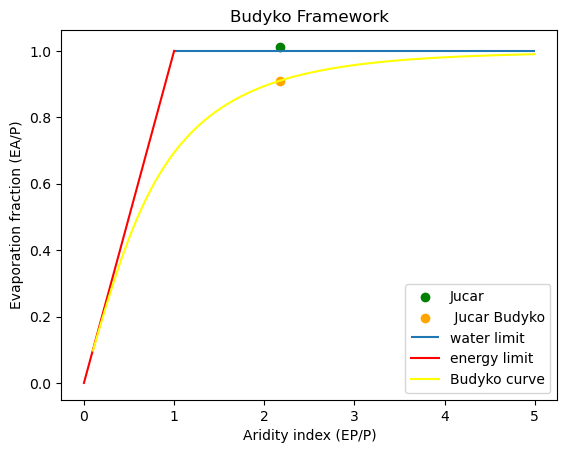 Budyko Framework
Evaporation fraction (EA/P)
1.0
0.8
0.6
0.4
0.2
0.0
Jucar
Jucar Budyko
water limit
energy limit
Budyko curve
0
1
2
3
4
5
Aridity index (EP/P)